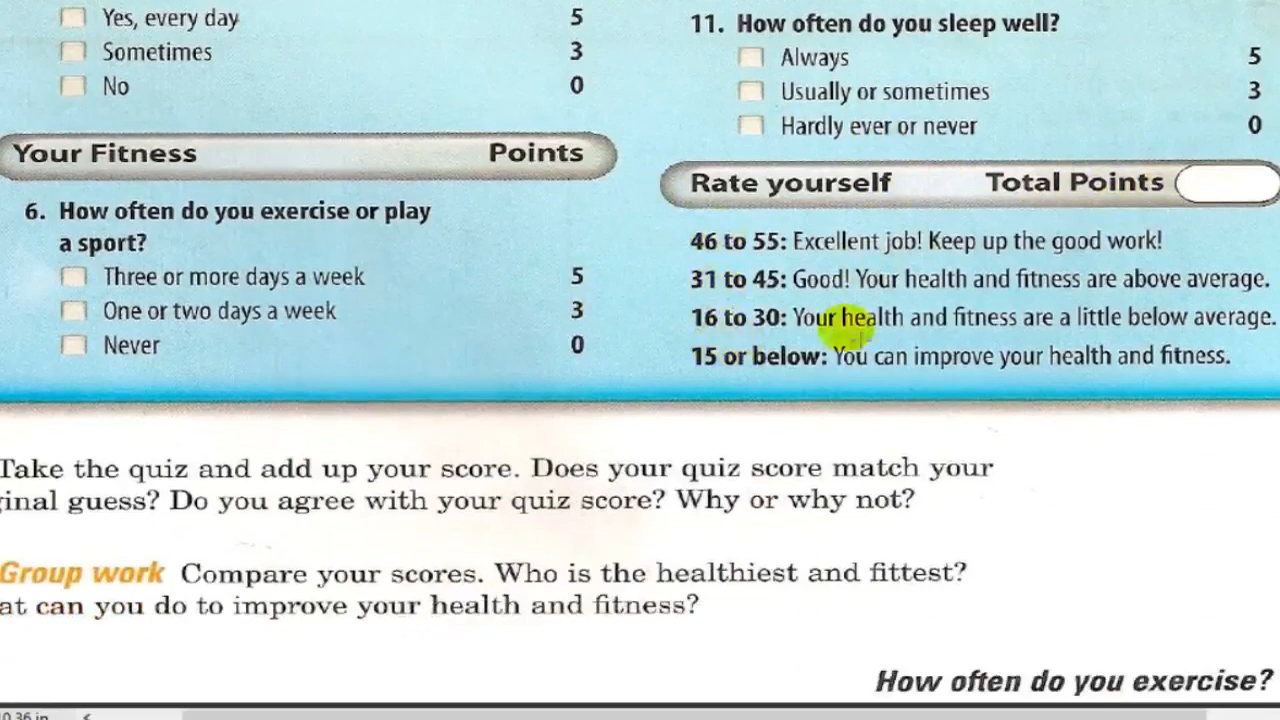 Yes, every day 5
Sometimes 3
No 0
Your Fitness Points
6. How often do you exercise or play
a sport?
Three or more days a week 5
One or two days a week 3
Never 0
11. How often do you sleep well?
Always 5
Usually or sometimes 3
Hardly ever or never 0
Rate yourself Total Points
46 to 55: Excellent job! Keep up the good work!
31 to 45: Good! Your health and fitness are above average.
16 to 30: Your health and fitness are a little below average.
15 or below: You can improve your health and fitness.
Take the quiz and add up your score. Does your quiz score match your
ginal guess? Do you agree with your quiz score? Why or why not?
Group work Compare your scores. Who is the healthiest and fittest?
at can you do to improve your health and fitness?
How often do you exercise?